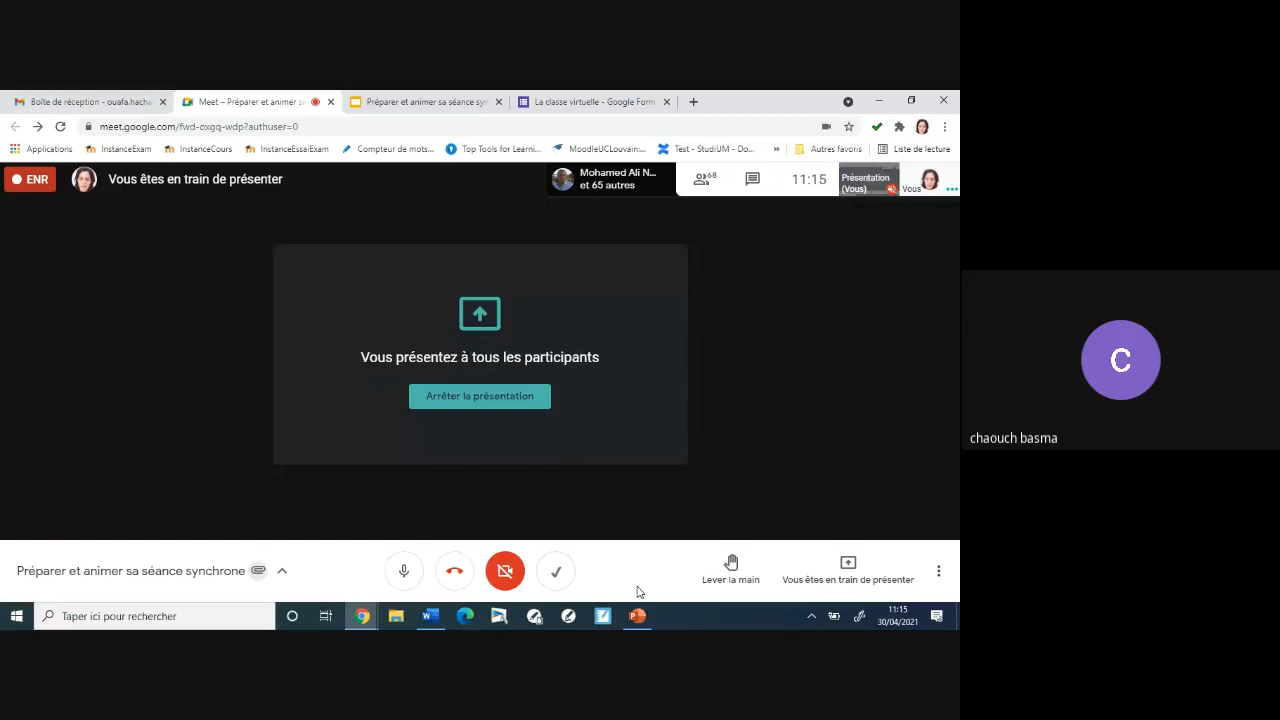 Boîte de réception - ouafa.hacha
Meet – Préparer et animer sa
Préparer et animer sa séance syn
La classe virtuelle - Google Form
meet.google.com/fwd-oxgq-wdp?authuser=0
Applications
InstanceExam
InstanceCours
InstanceEssaiExam
Compteur de mots...
Top Tools for Learni...
MoodleUCLouvain:...
Test - StudiUM - Do...
»
Autres favoris
Liste de lecture
ENR
Vous êtes en train de présenter
Mohamed Ali N...
et 65 autres
68
11:15
Présentation
(Vous)
Vous
Vous présentez à tous les participants
Arrêter la présentation
C
chaouch basma
Préparer et animer sa séance synchrone
Lever la main
Vous êtes en train de présenter
Taper ici pour rechercher
11:15
30/04/2021